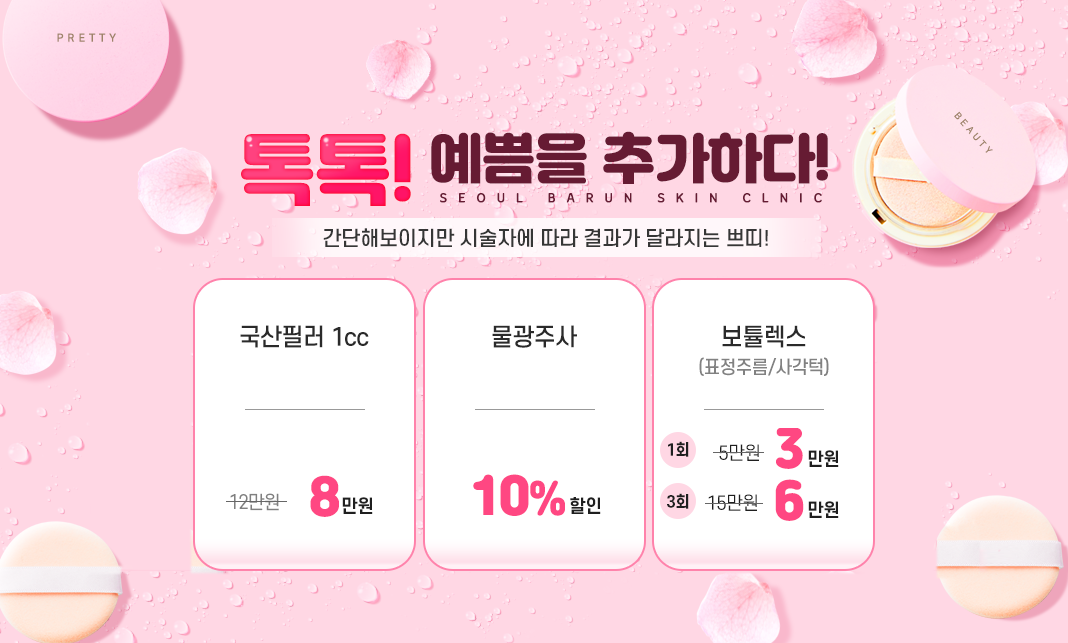 PRETTY
BEAUTY
톡톡! 예쁨을 추가하다!
SEOUL BARUN SKIN CLNIC
간단해보이지만 시술자에 따라 결과가 달라지는 쁘띠!
국산필러 1cc
12만원 8만원
물광주사
10% 할인
보튤렉스
(표정주름/사각턱)
1회 5만원 3만원
3회 15만원 6만원